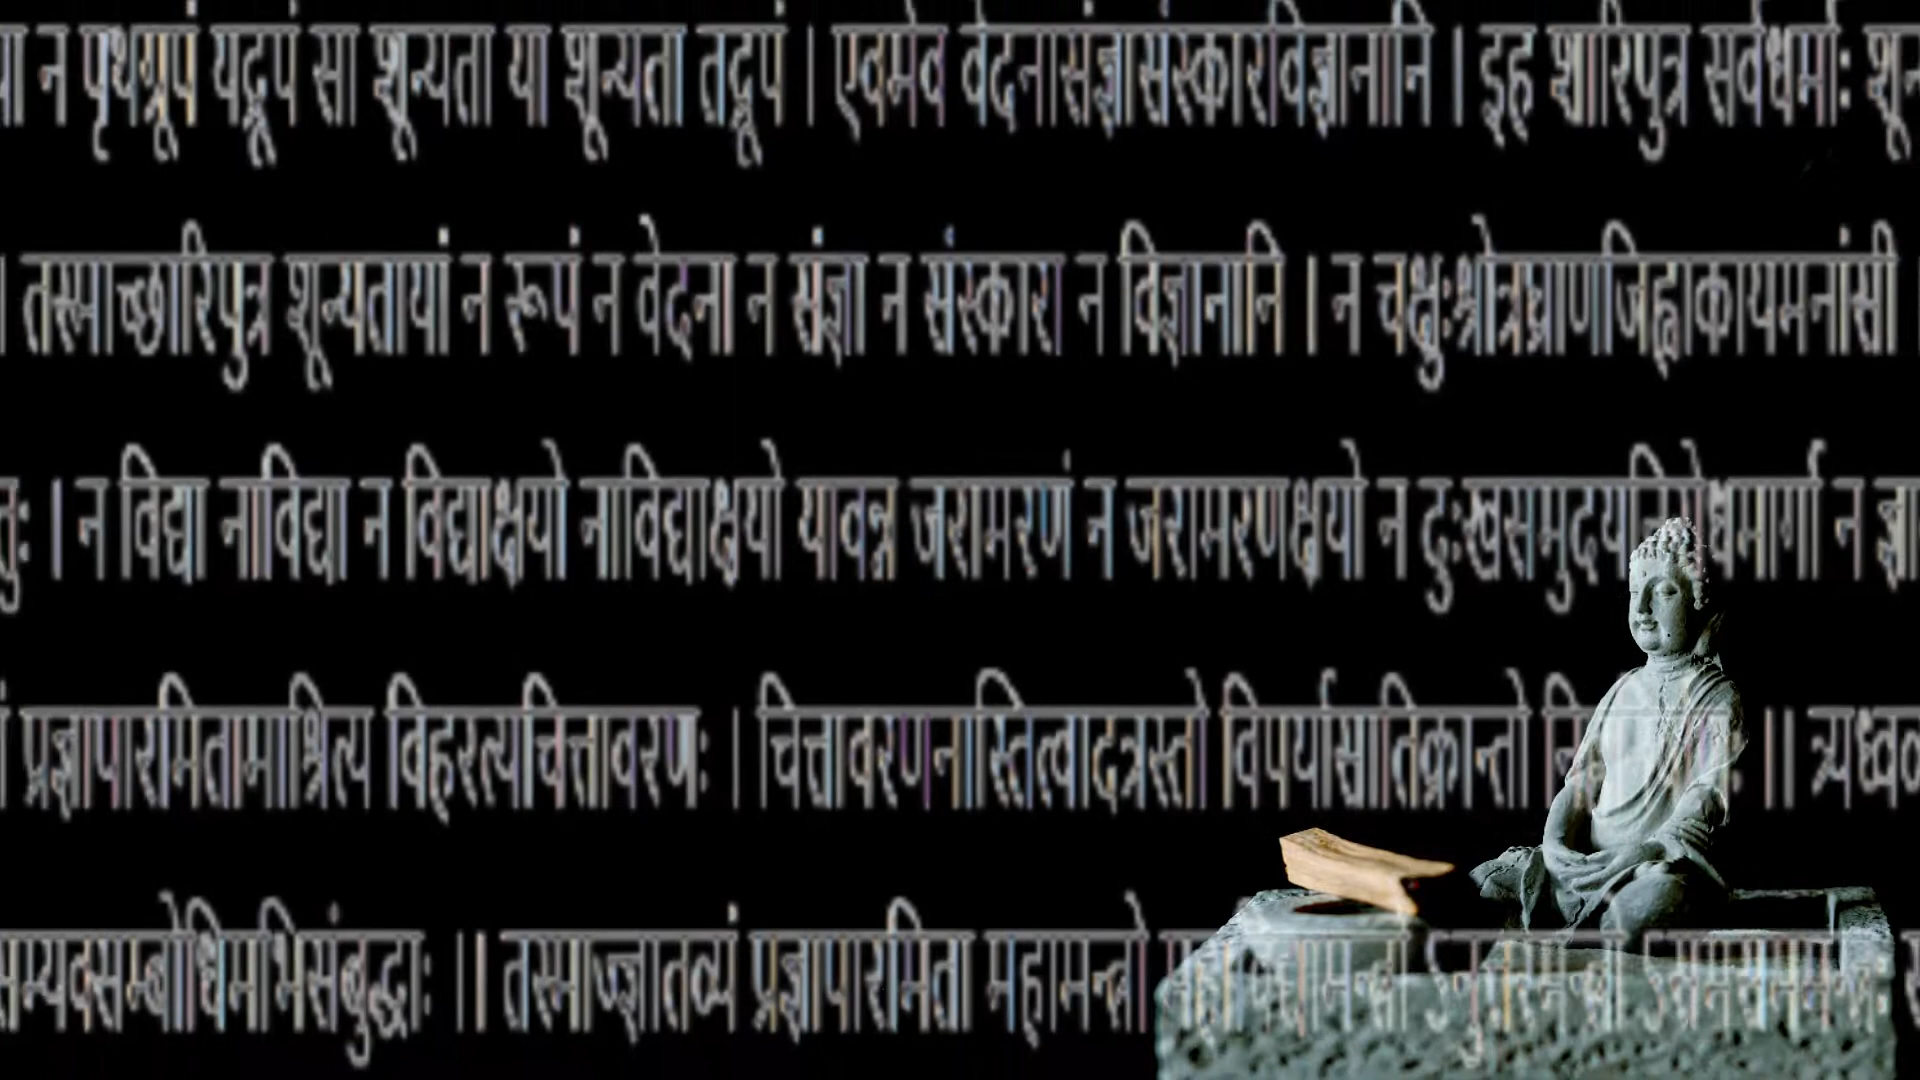 न पृथग्रूपं यद्रूपं सा शून्यता या शून्यता तद्रूपं । एवमेव वेदनासंज्ञासंस्कारविज्ञानानि । इह शारिपुत्र सर्वधर्माः
। तस्माच्छारिपुत्र शून्यतायां न रूपं न वेदना न संज्ञा न संस्कारा न विज्ञानानि । न चक्षुःश्रोत्रघ्राणजिह्वाकायमनांसी
। न विद्या नाविद्या न विद्याक्षयो नाविद्याक्षयो यावन्न जरामरणं न जरामरणक्षयो न दुःखसमुदयनिरोधमार्गा न
प्रज्ञापारमितामाश्रित्य विहरत्यचित्तावरणः । चित्तावरणनास्तित्वादत्रस्तो विपर्यासातिक्रान्तो ॥
सम्यक्सम्बोधिमभिसंबुद्धाः ॥ तस्माज्ज्ञातव्यं प्रज्ञापारमिता महामन्त्रो